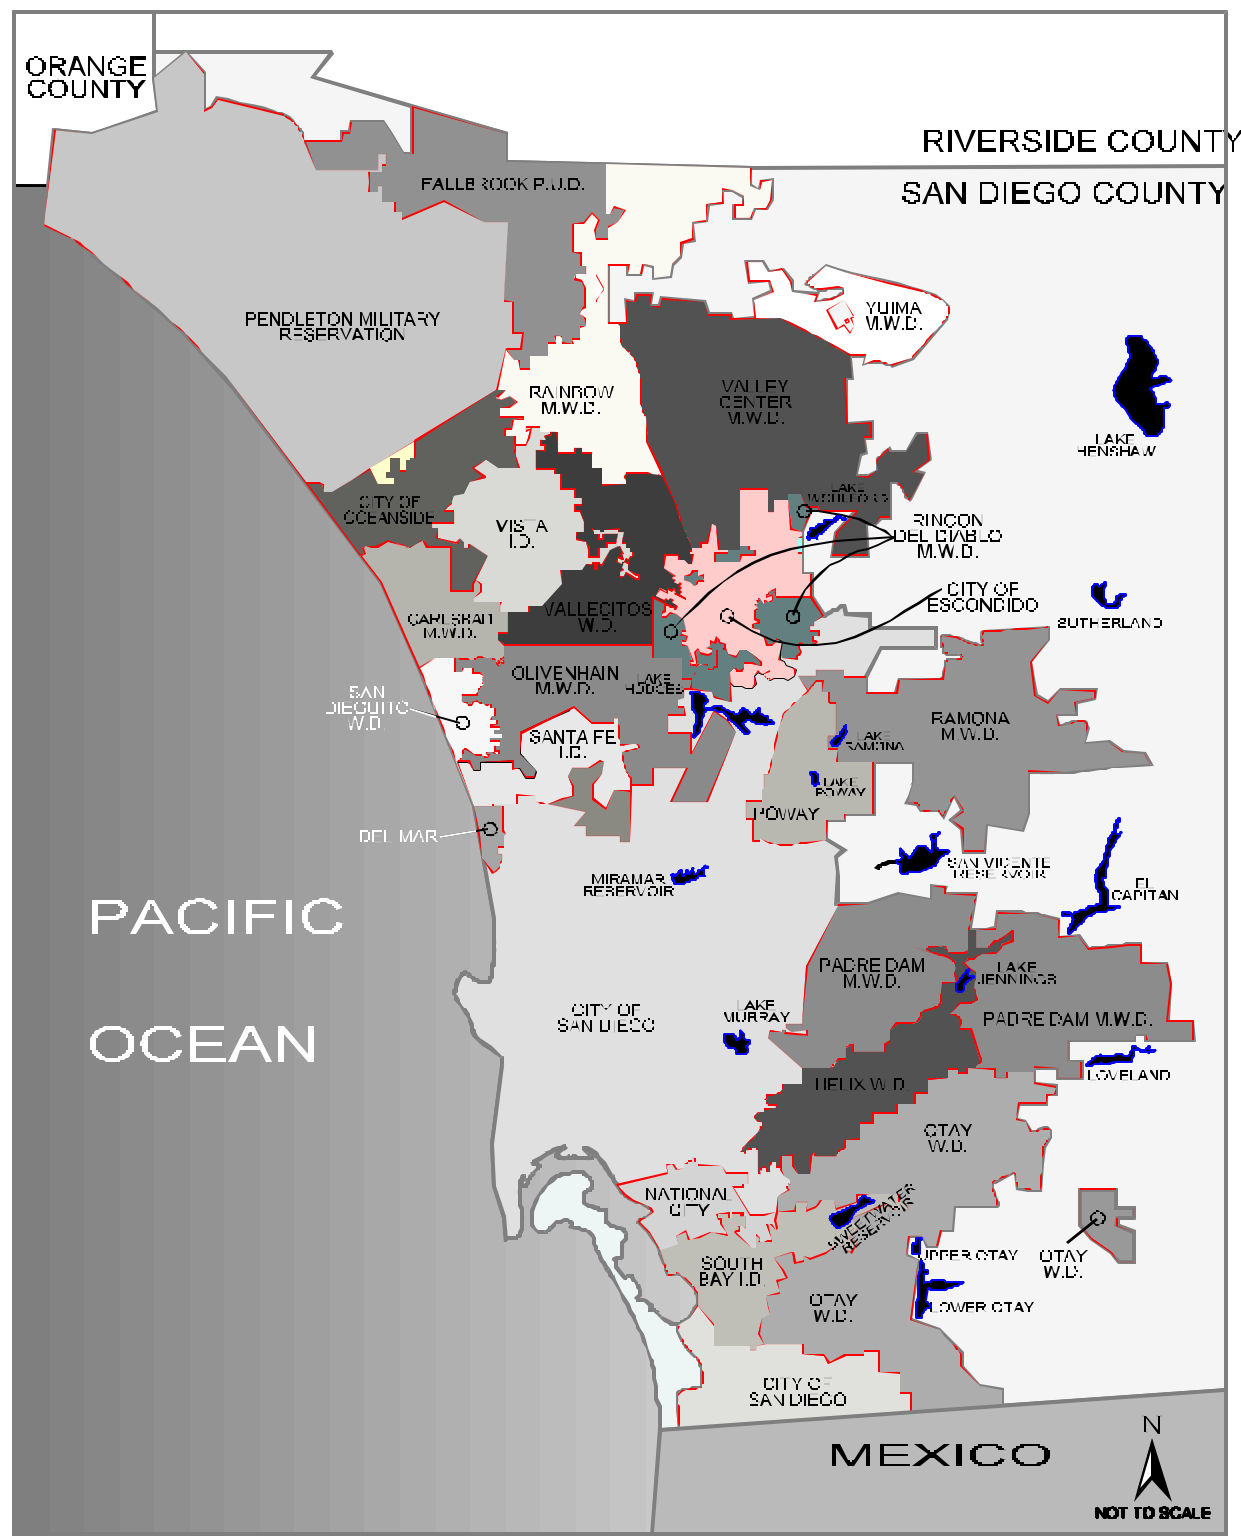 ORANGE
COUNTY
RIVERSIDE COUNTY
SAN DIEGO COUNTY
FALLBROOK P.U.D.
PENDLETON MILITARY
RESERVATION
YUIMA
M.W.D.
RAINBOW
M.W.D.
VALLEY
CENTER
M.W.D.
LAKE
HENSHAW
CITY OF
OCEANSIDE
VISTA
I.D.
LAKE
WOHLFORD
RINCON
DEL DIABLO
M.W.D.
CITY OF
ESCONDIDO
SUTHERLAND
CARLSBAD
M.W.D.
VALLECITOS
W.D.
OLIVENHAIN
M.W.D.
LAKE
HODGES
SAN
DIEGUITO
W.D.
SANTA FE
I.D.
RAMONA
M.W.D.
LAKE
RAMONA
LAKE
POWAY
POWAY
DEL MAR
MIRAMAR
RESERVOIR
SAN VICENTE
RESERVOIR
EL
CAPITAN
PACIFIC
OCEAN
PADRE DAM
M.W.D.
LAKE
JENNINGS
CITY OF
SAN DIEGO
LAKE
MURRAY
PADRE DAM M.W.D.
LOVELAND
HELIX W.D.
OTAY
W.D.
NATIONAL
CITY
SWEETWATER
RESERVOIR
SOUTH
BAY I.D.
UPPER OTAY
OTAY
W.D.
OTAY
W.D.
LOWER OTAY
CITY OF
SAN DIEGO
MEXICO
N
NOT TO SCALE